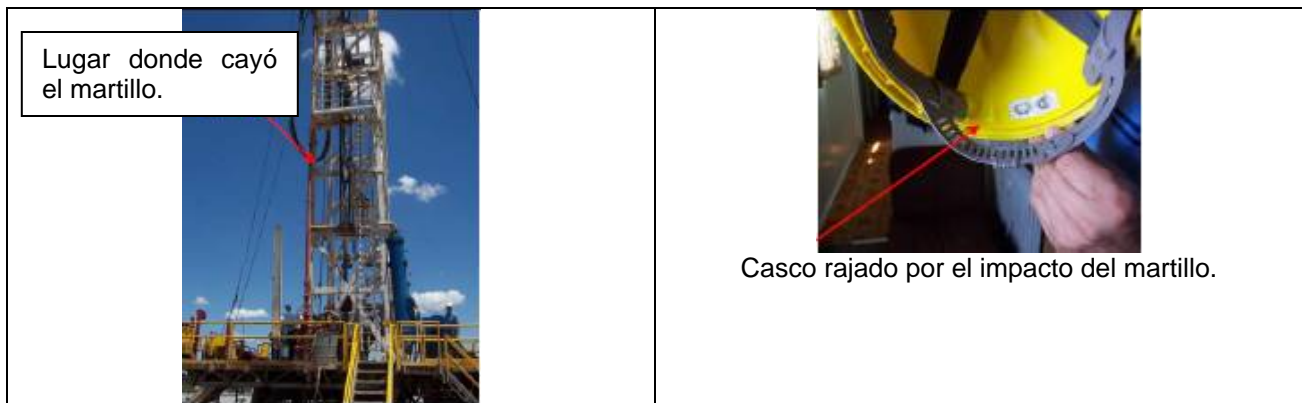 Lugar donde cayó
el martillo.
Casco rajado por el impacto del martillo.